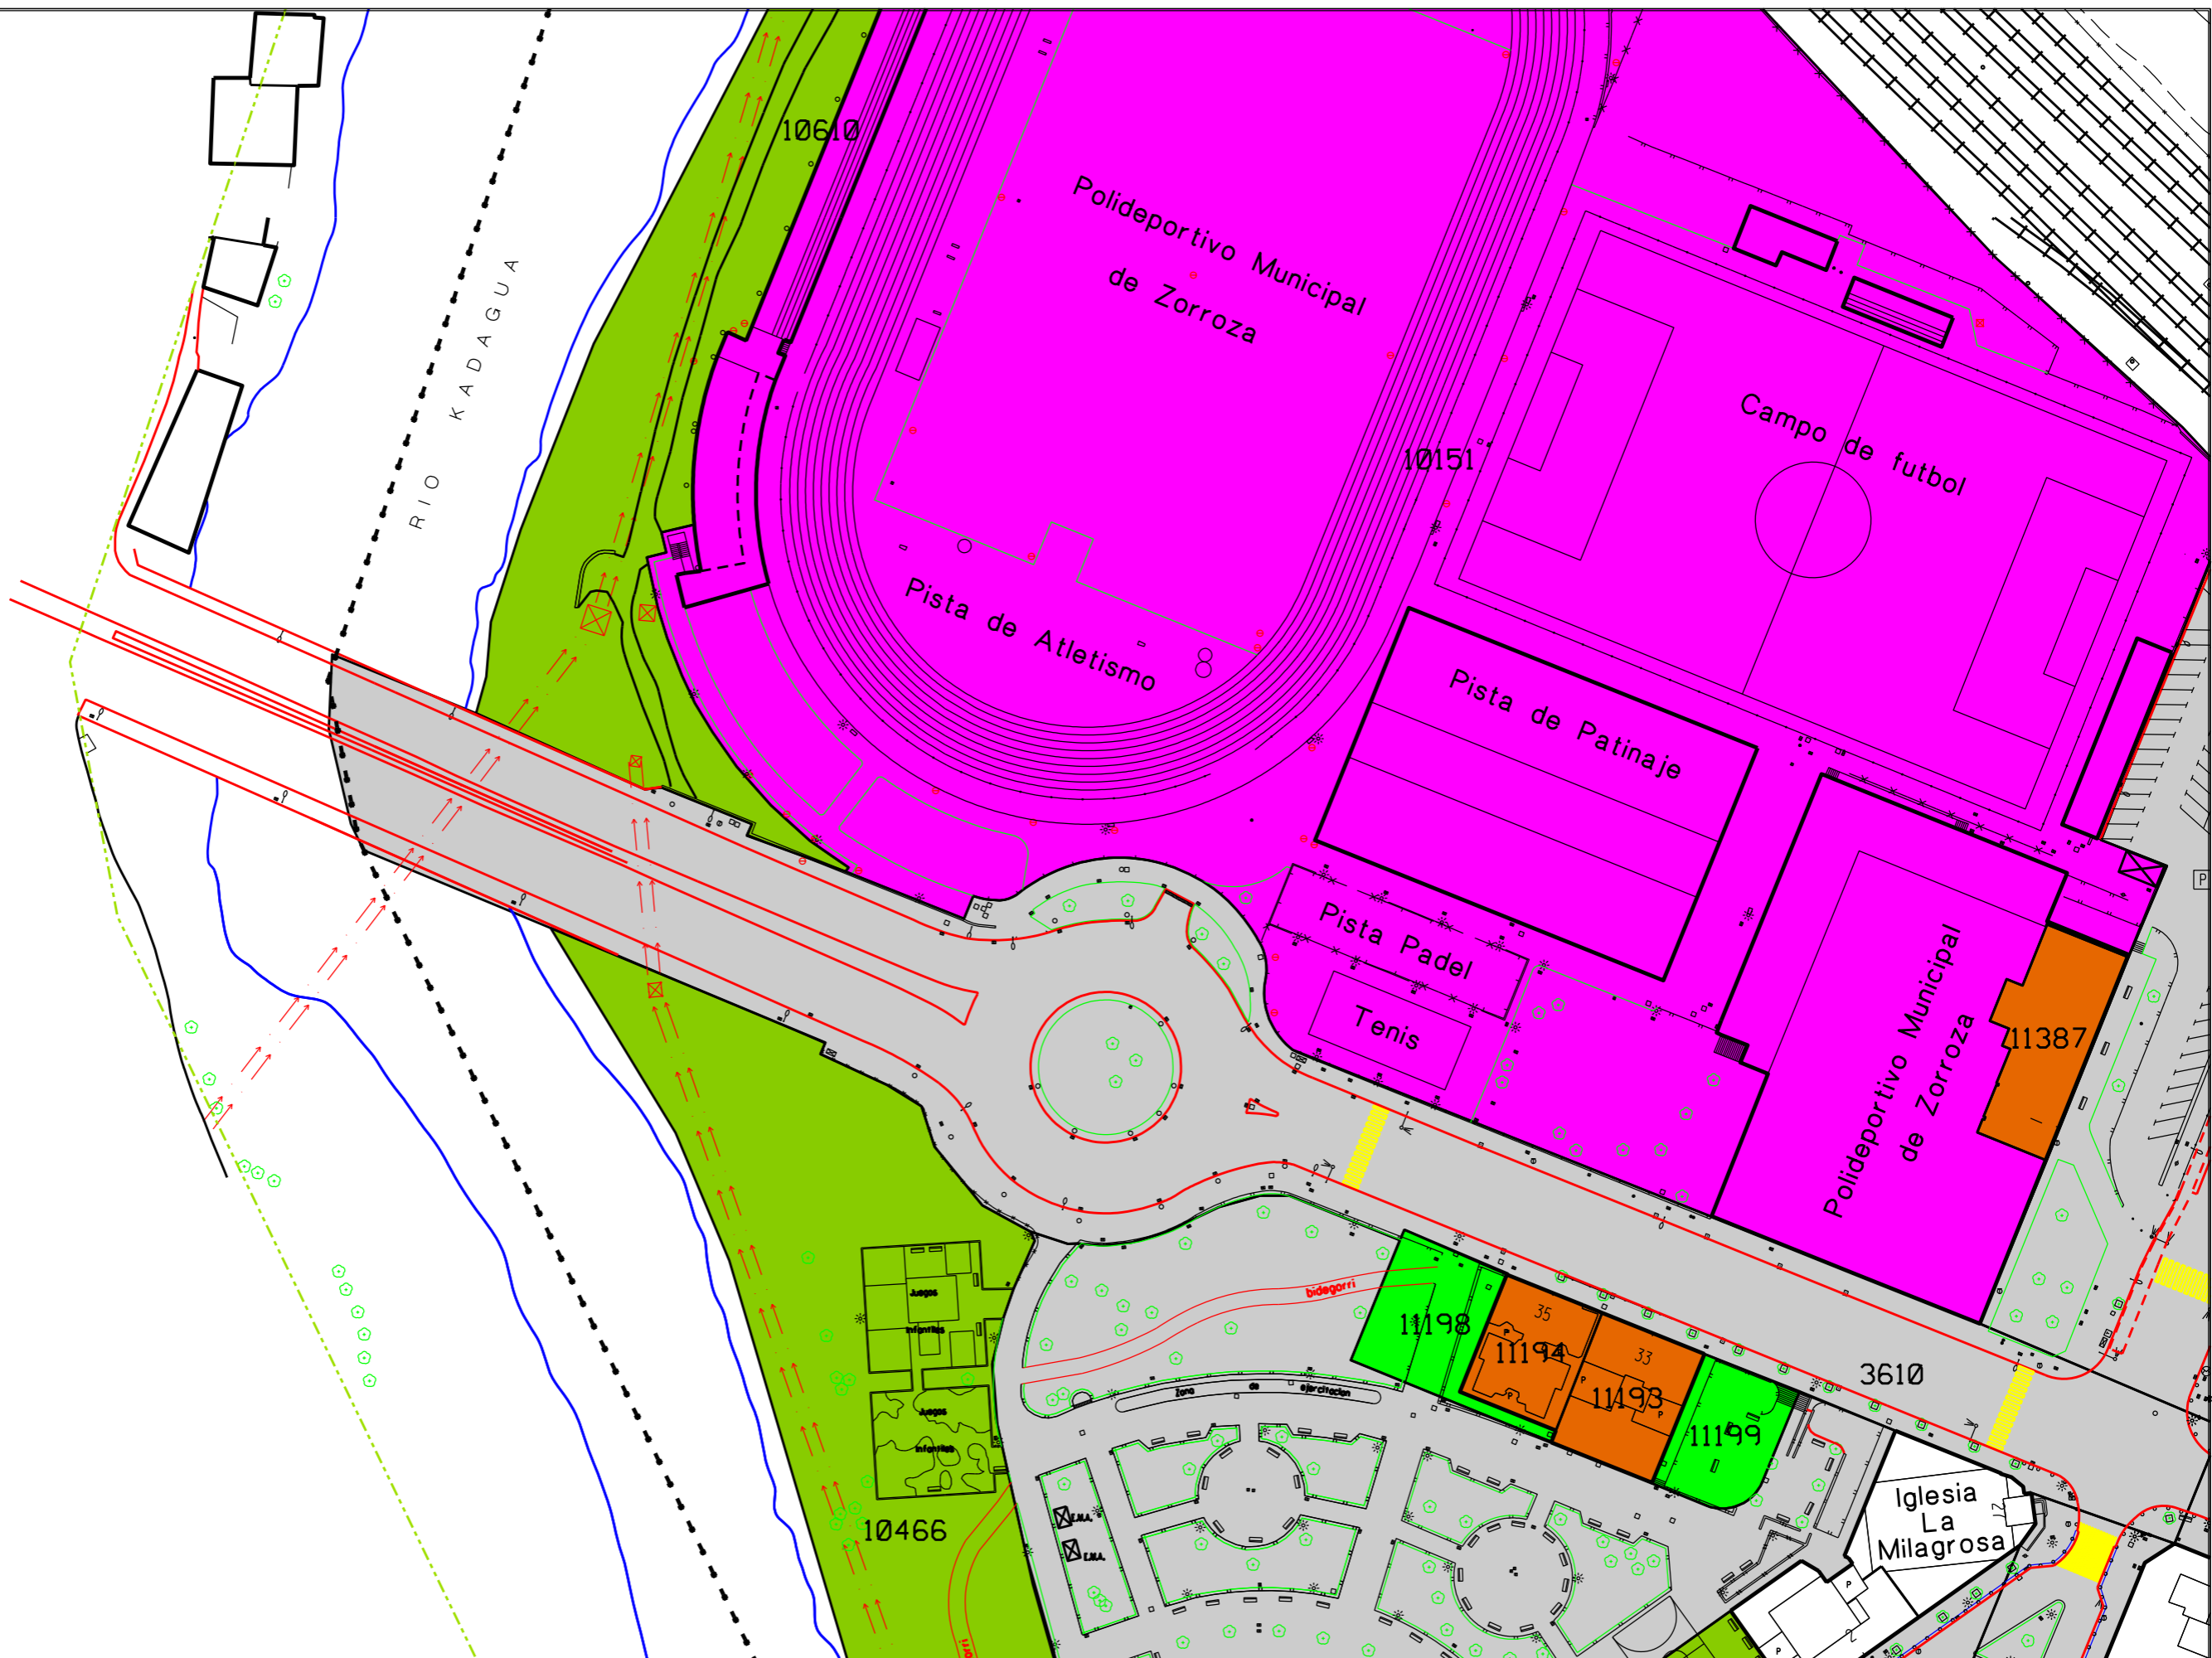 10610
Polideportivo Municipal
de Zorroza
RIO KADAGUA
10151
Campo de futbol
Pista de Atletismo
Pista de Patinaje
P
Pista Padel
Tenis
Polideportivo Municipal
de Zorroza
11387
bidegorri
Juegos
Infantiles
11198
35
11194
P
P
33
P
11193
P
3610
11199
Zona de ejercitacion
Juegos
Infantiles
10466
E.M.A.
E.M.A.
Iglesia
La
Milagrosa
P
P
2